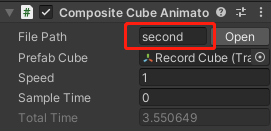 # Composite Cube Animato
File Path second Open
Prefab Cube Record Cube (Tra
Speed 1
Sample Time 0
Total Time 3.550649